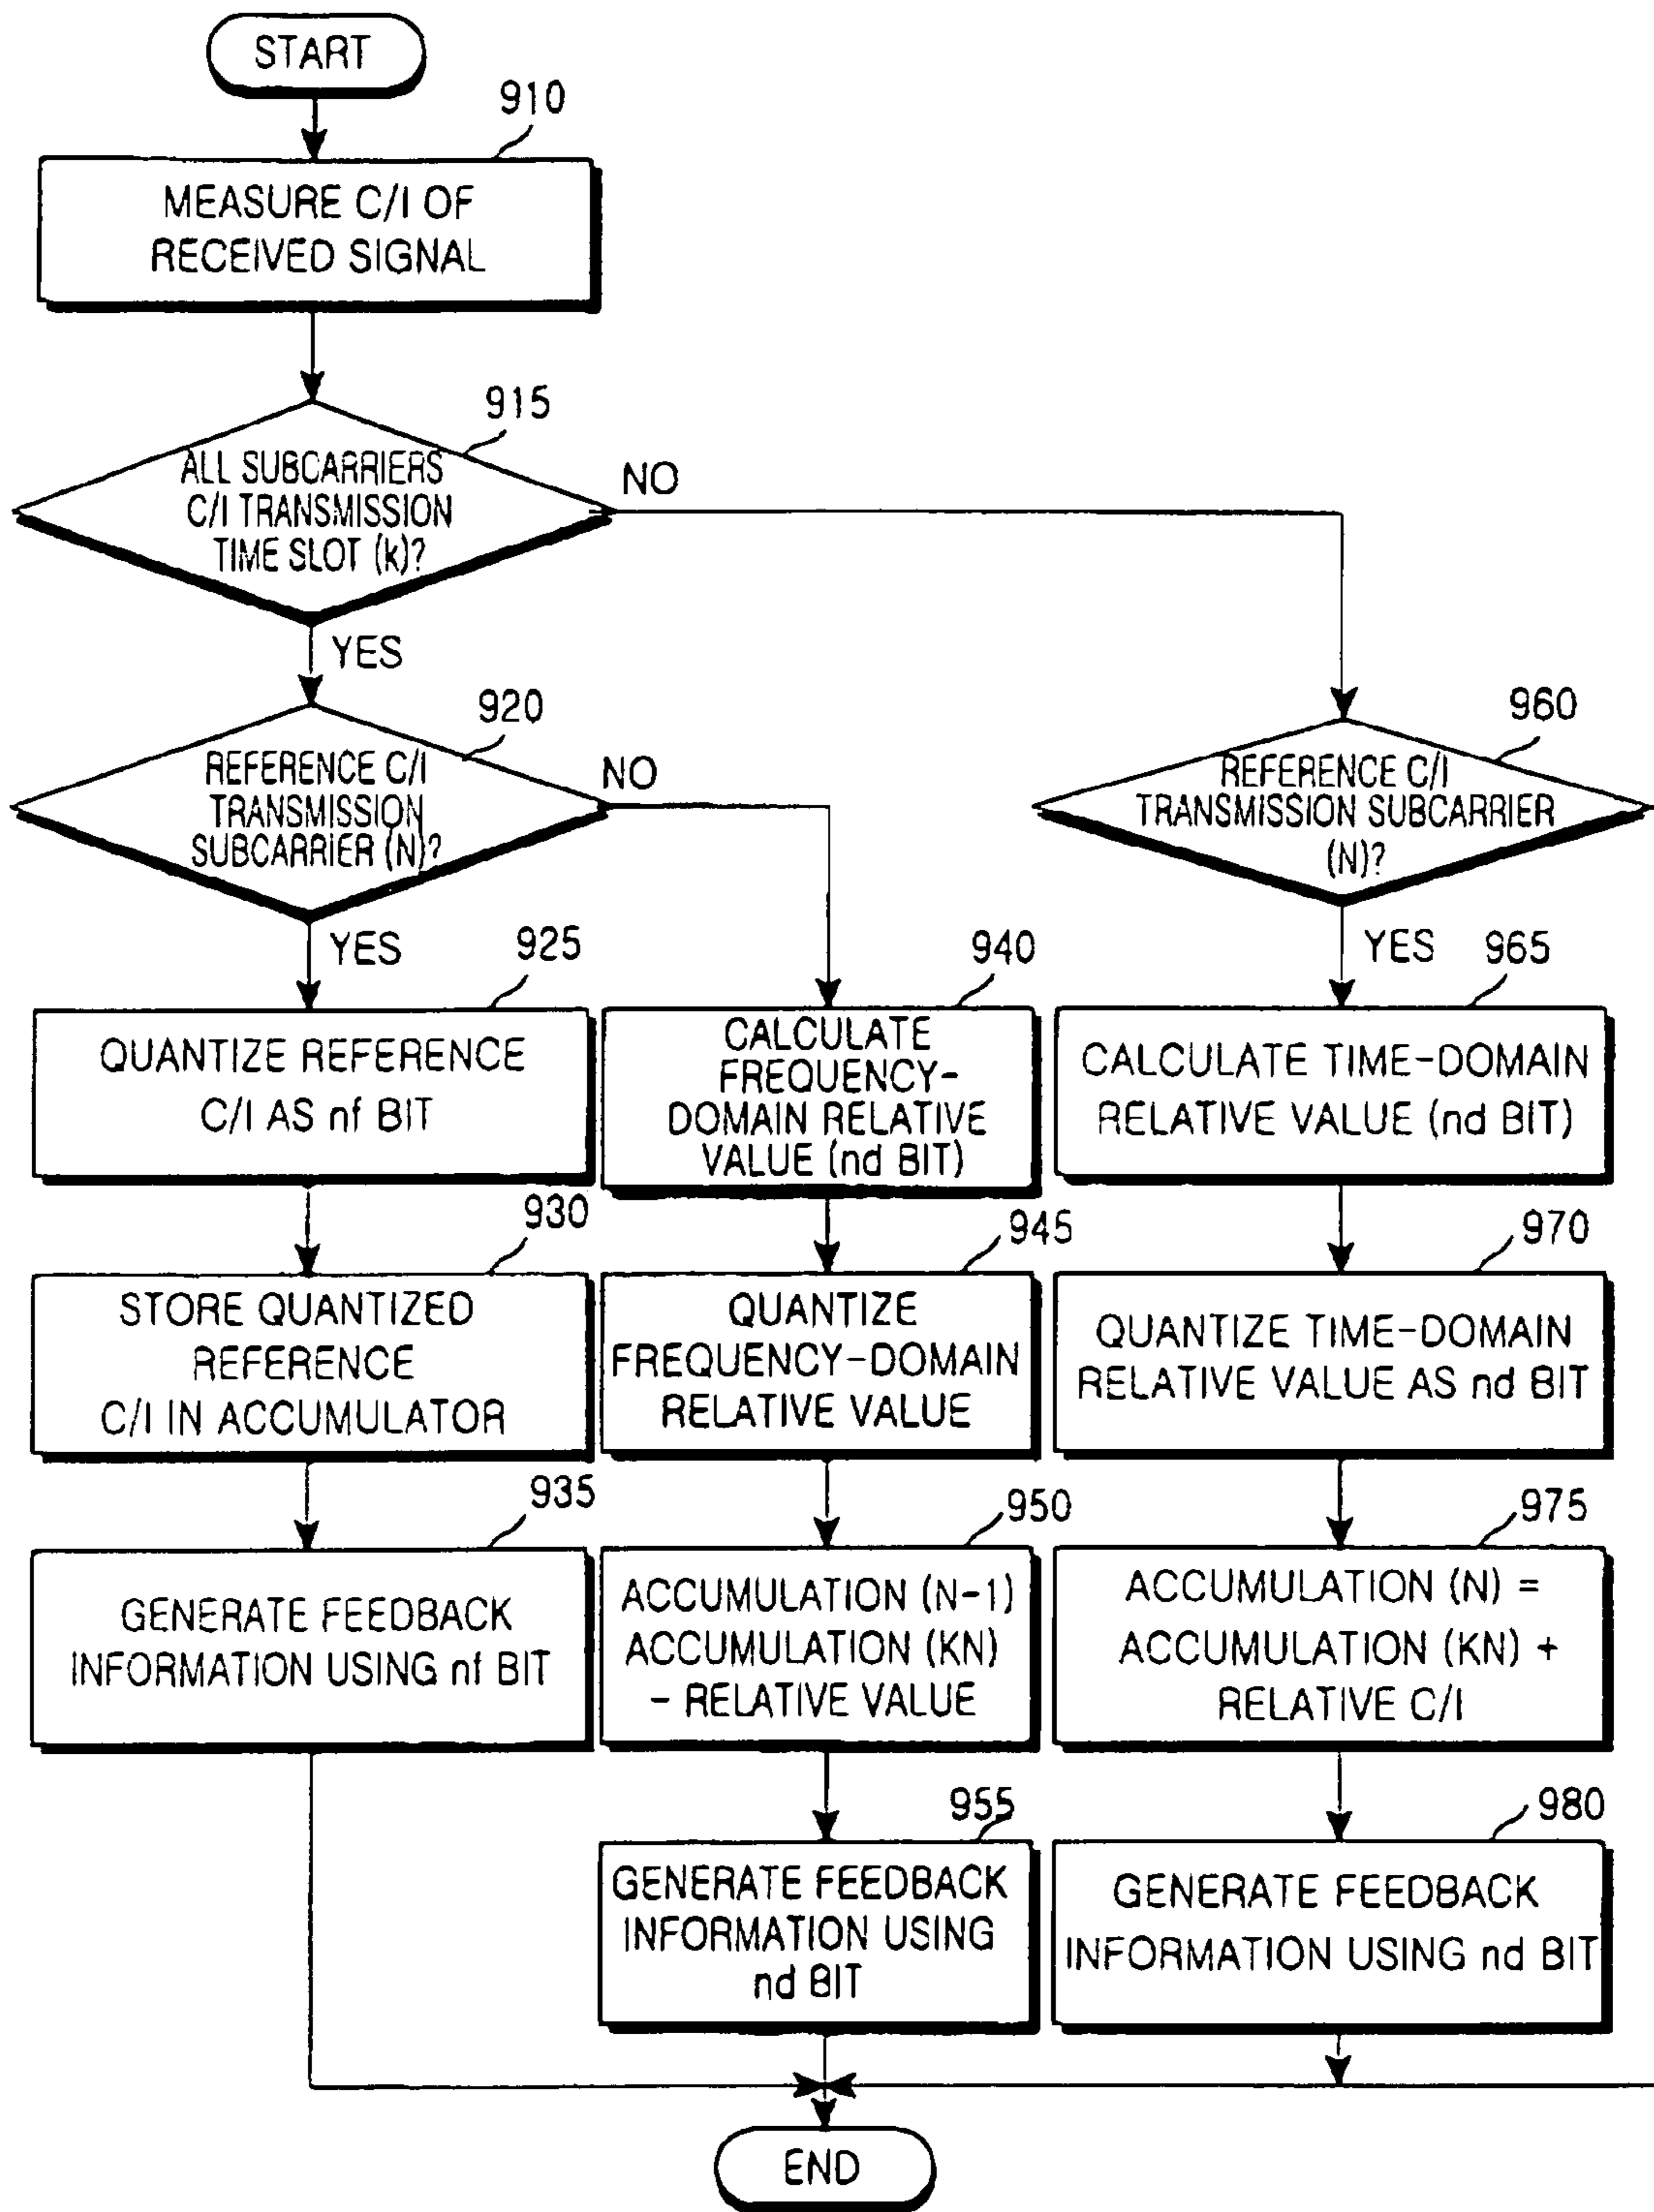 START
910
MEASURE C/I OF
RECEIVED SIGNAL
915
ALL SUBCARRIERS
C/I TRANSMISSION
TIME SLOT (k)?
NO
YES
920
REFERENCE C/I
TRANSMISSION
SUBCARRIER (N)?
NO
YES
960
REFERENCE C/I
TRANSMISSION SUBCARRIER
(N)?
YES
925
QUANTIZE REFERENCE
C/I AS nf BIT
930
STORE QUANTIZED
REFERENCE
C/I IN ACCUMULATOR
935
GENERATE FEEDBACK
INFORMATION USING nf BIT
940
CALCULATE
FREQUENCY-
DOMAIN RELATIVE
VALUE (nd BIT)
945
QUANTIZE
FREQUENCY-DOMAIN
RELATIVE VALUE
950
ACCUMULATION (N-1)
ACCUMULATION (KN)
- RELATIVE VALUE
955
GENERATE FEEDBACK
INFORMATION USING
nd BIT
965
CALCULATE TIME-DOMAIN
RELATIVE VALUE (nd BIT)
970
QUANTIZE TIME-DOMAIN
RELATIVE VALUE AS nd BIT
975
ACCUMULATION (N) =
ACCUMULATION (KN) +
RELATIVE C/I
980
GENERATE FEEDBACK
INFORMATION USING nd BIT
END